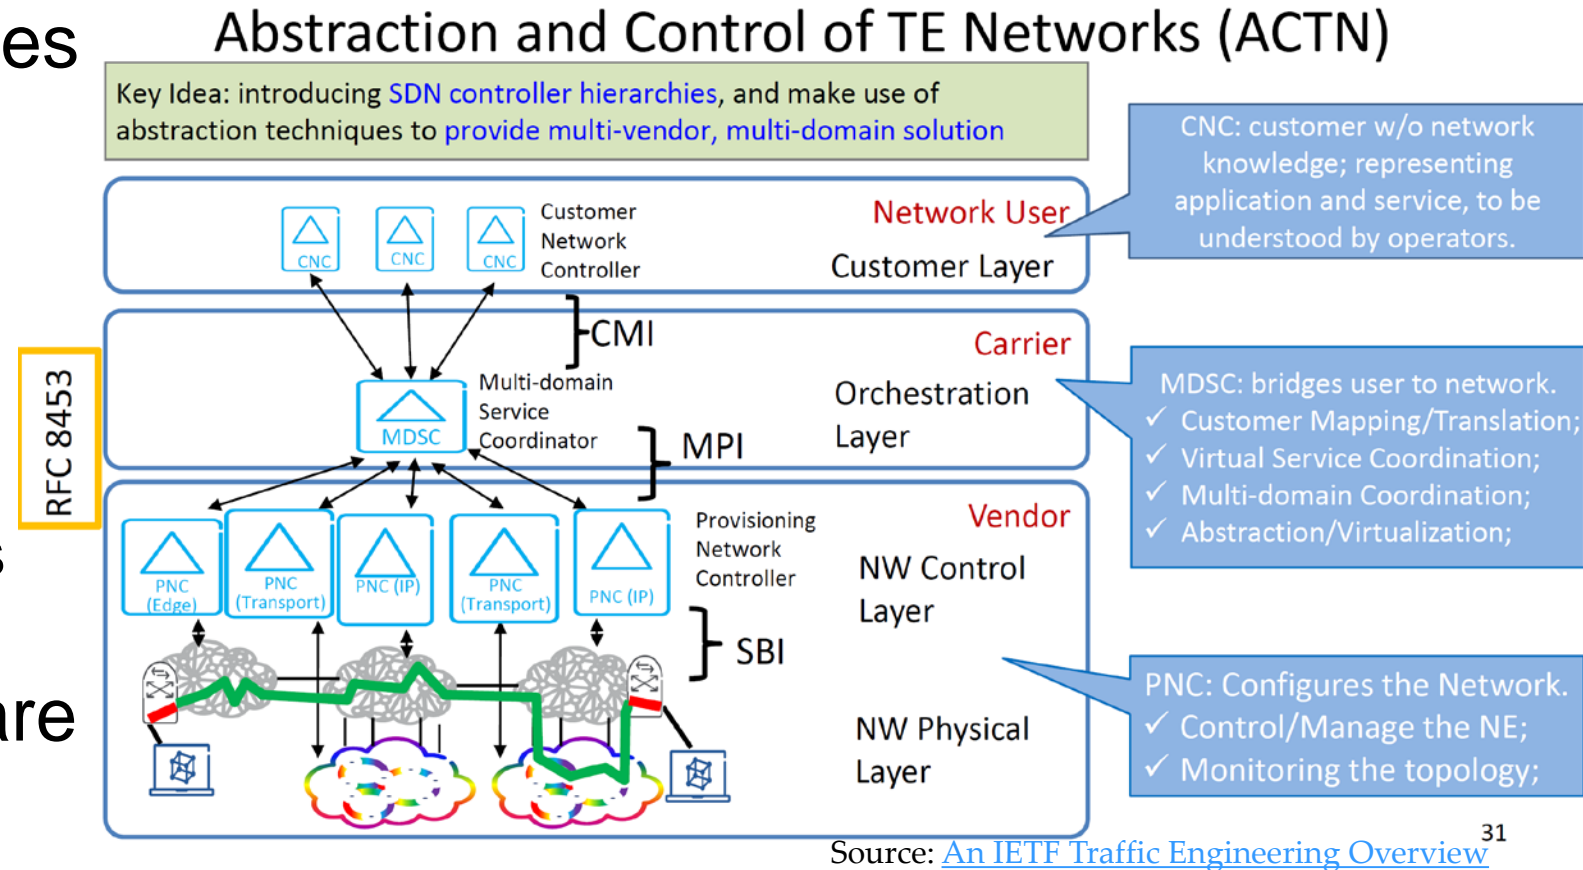 es
Abstraction and Control of TE Networks (ACTN)
Key Idea: introducing SDN controller hierarchies, and make use of
abstraction techniques to provide multi-vendor, multi-domain solution
CNC: customer w/o network
knowledge; representing
application and service, to be
understood by operators.
CNC
CNC
CNC
Customer
Network
Controller
Network User
Customer Layer
CMI
RFC 8453
MDSC
Multi-domain
Service
Coordinator
Carrier
Orchestration
Layer
MPI
MDSC: bridges user to network.
✓ Customer Mapping/Translation;
✓ Virtual Service Coordination;
✓ Multi-domain Coordination;
✓ Abstraction/Virtualization;
s
PNC
(Edge)
PNC
(Transport)
PNC (IP)
PNC
(Transport)
PNC (IP)
Provisioning
Network
Controller
Vendor
NW Control
Layer
SBI
are
NW Physical
Layer
PNC: Configures the Network.
✓ Control/Manage the NE;
✓ Monitoring the topology;
31
Source: An IETF Traffic Engineering Overview